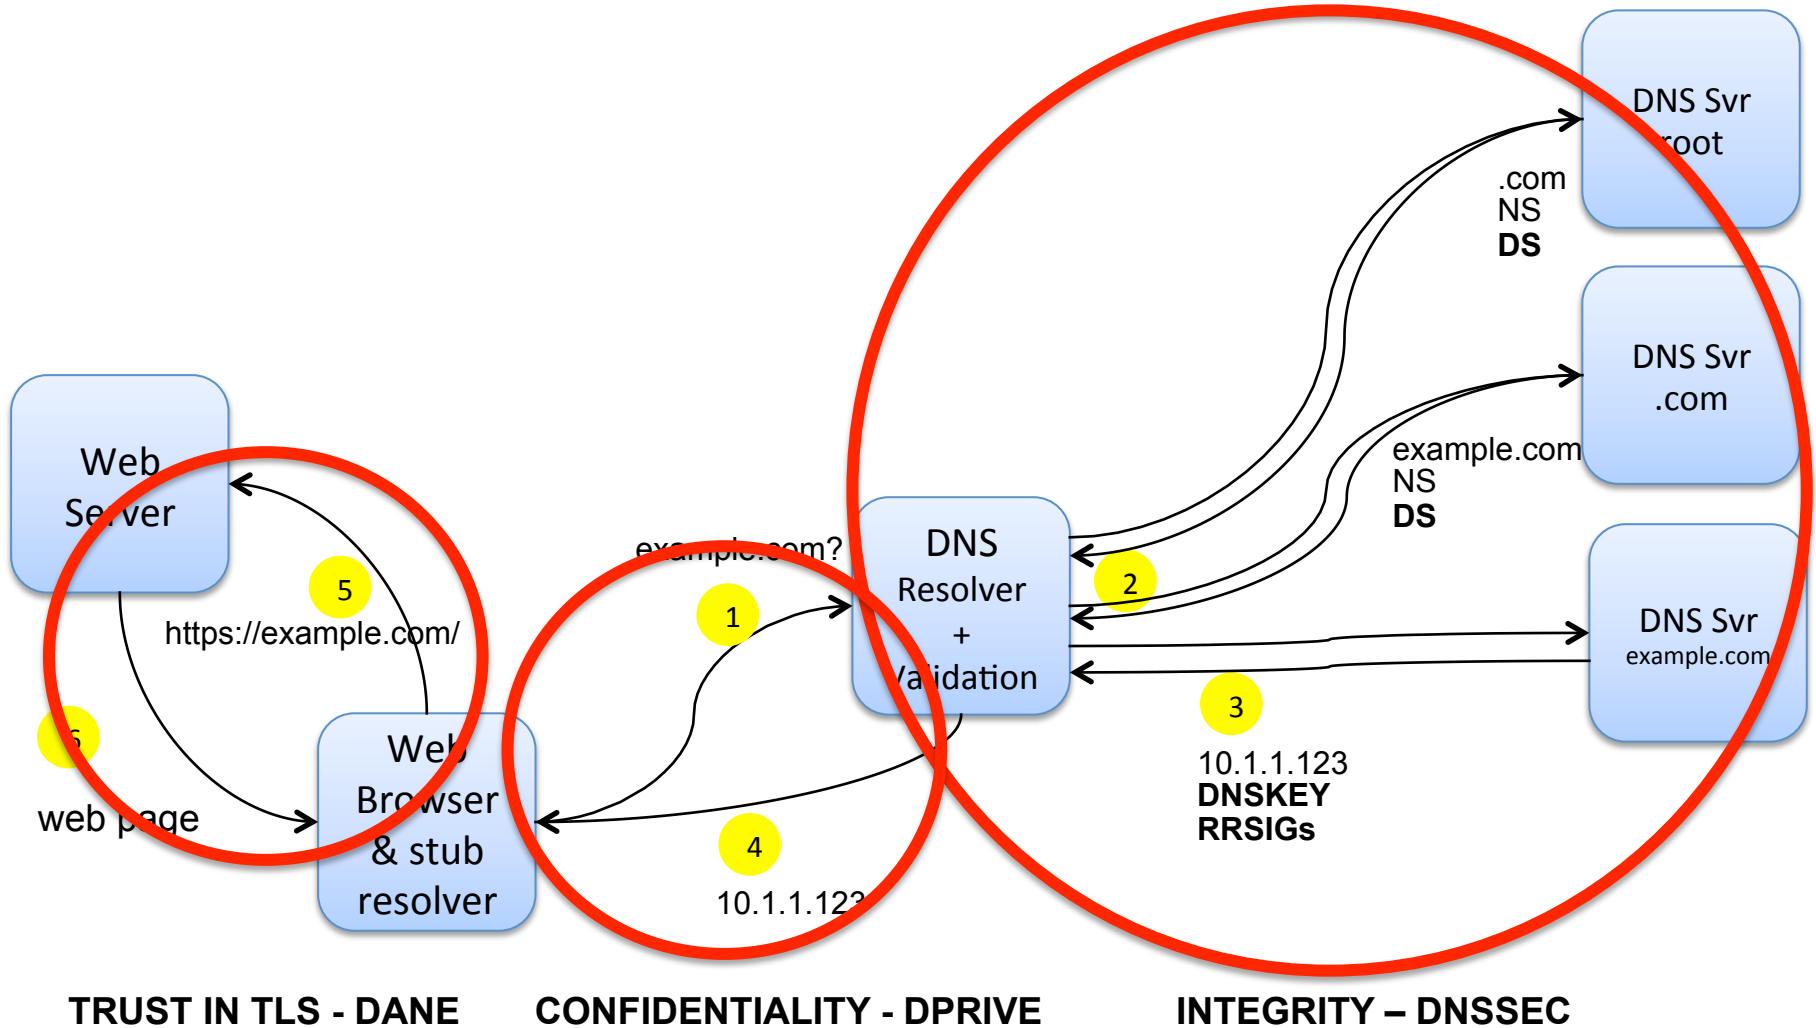 DNS Svr
root
.com
NS
DS
DNS Svr
.com
example.com
NS
DS
Web
Server
5
https://example.com/
6
web page
Web
Browser
& stub
resolver
example.com?
1
4
10.1.1.123
DNS
Resolver
+
Validation
2
3
10.1.1.123
DNSKEY
RRSIGs
DNS Svr
example.com
TRUST IN TLS - DANE
CONFIDENTIALITY - DPRIVE
INTEGRITY – DNSSEC